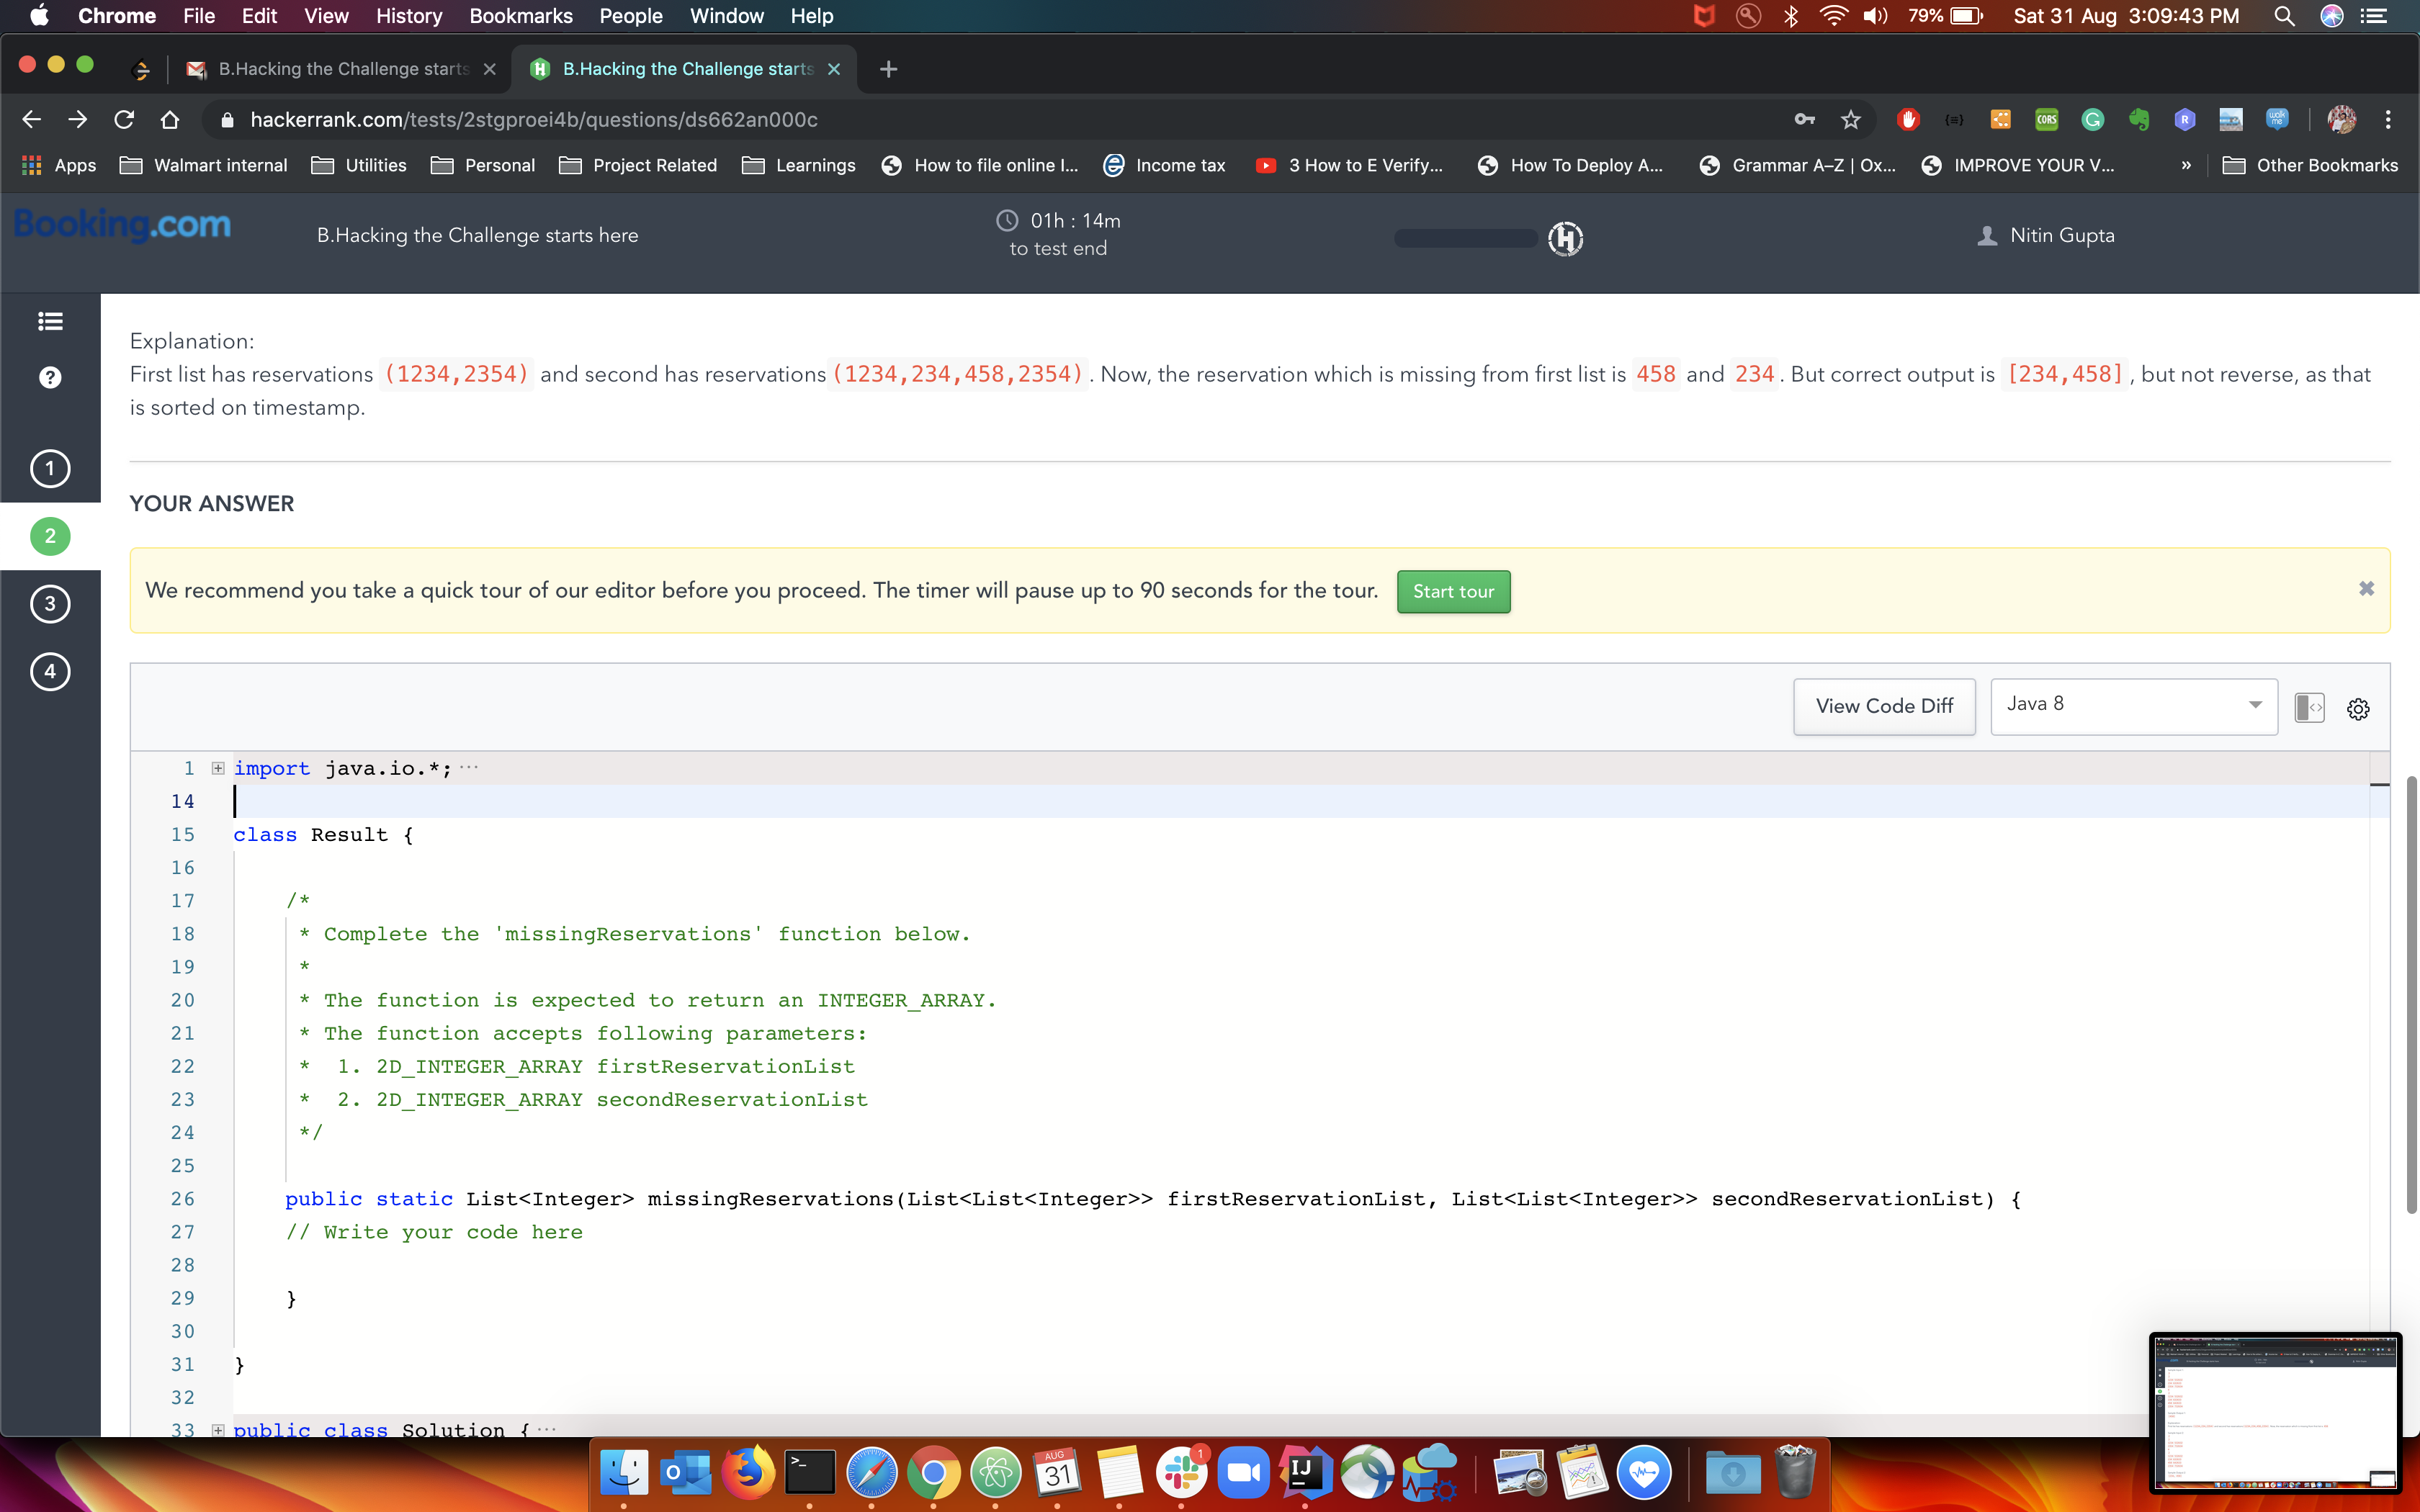 Chrome File Edit View History Bookmarks People Window Help 79% Sat 31 Aug 3:09:43 PM
B.Hacking the Challenge starts B.Hacking the Challenge starts
hackerrank.com/tests/2stgproei4b/questions/ds662an000c
CORS
R
walk me
Apps Walmart internal Utilities Personal Project Related Learnings How to file online I... Income tax 3 How to E Verify... How To Deploy A... Grammar A–Z | Ox... IMPROVE YOUR V... » Other Bookmarks
Booking.com
B.Hacking the Challenge starts here
01h : 14m
to test end
H
Nitin Gupta
Explanation:
First list has reservations (1234,2354) and second has reservations (1234,234,458,2354). Now, the reservation which is missing from first list is 458 and 234. But correct output is [234,458], but not reverse, as that
is sorted on timestamp.
1
YOUR ANSWER
2
We recommend you take a quick tour of our editor before you proceed. The timer will pause up to 90 seconds for the tour. Start tour
3
4
View Code Diff Java 8
1 import java.io.*; ...
14
15 class Result {
16
17 /*
18 * Complete the 'missingReservations' function below.
19 *
20 * The function is expected to return an INTEGER_ARRAY.
21 * The function accepts following parameters:
22 * 1. 2D_INTEGER_ARRAY firstReservationList
23 * 2. 2D_INTEGER_ARRAY secondReservationList
24 */
25
26 public static List<Integer> missingReservations(List<List<Integer>> firstReservationList, List<List<Integer>> secondReservationList) {
27 // Write your code here
28
29 }
30
31 }
32
33 public class Solution { ...
AUG
31
1
IJ